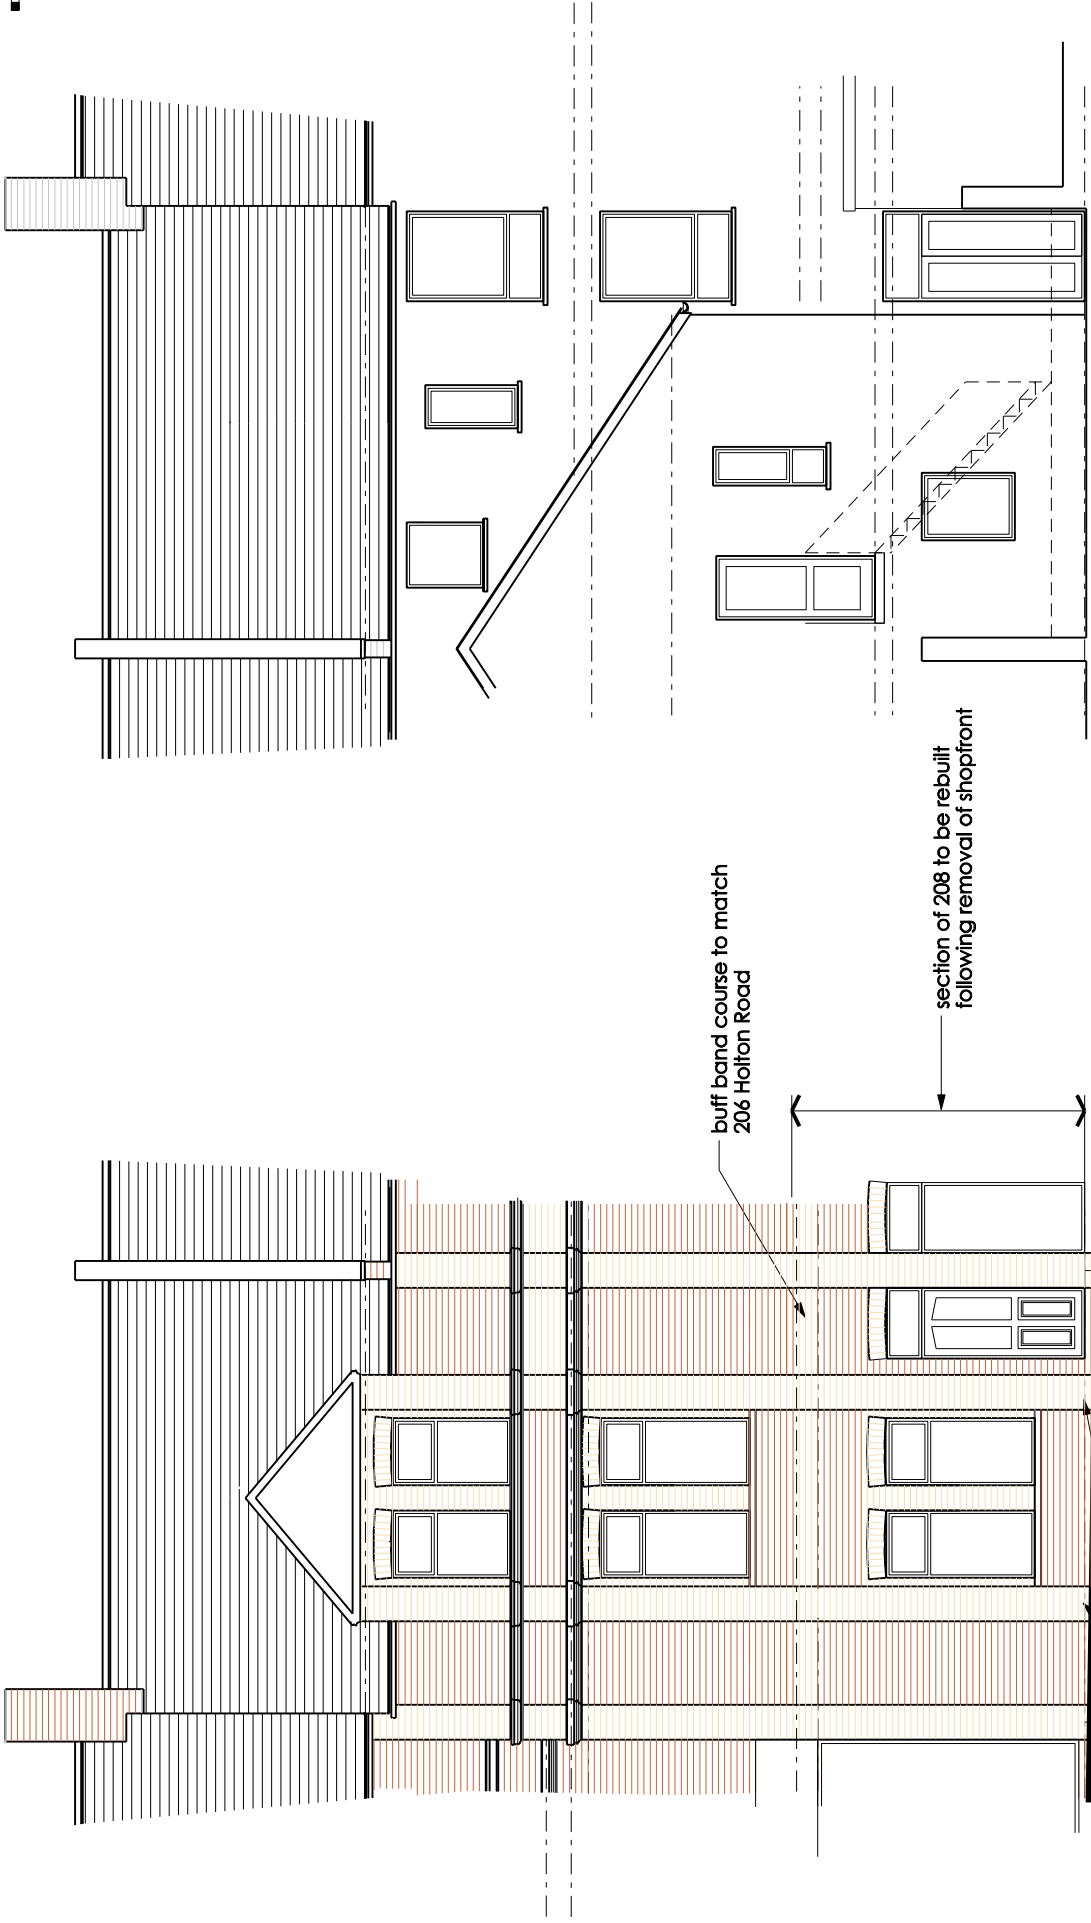 buff band course to match
206 Holton Road
section of 208 to be rebuilt
following removal of shopfront